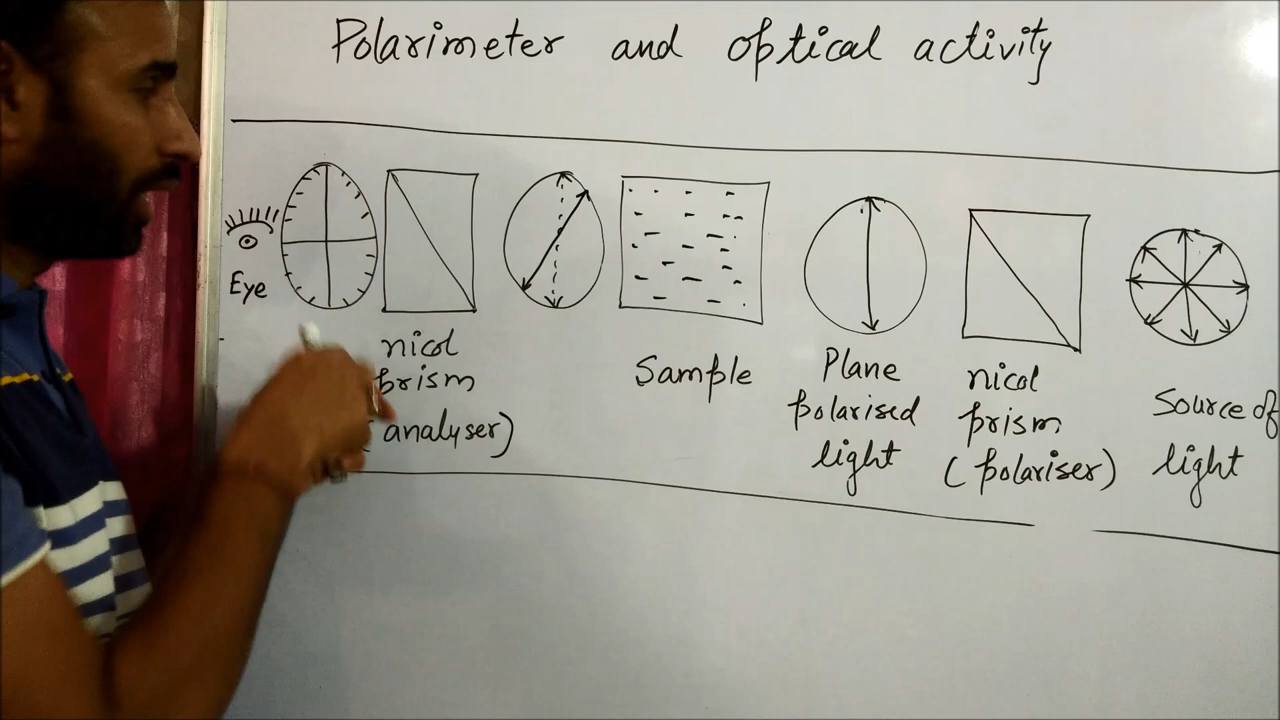 Polarimeter and optical activity
Eye
nicol
prism
(analyser)
Sample
Plane
polarised
light
nicol
prism
(polariser)
Source of
light